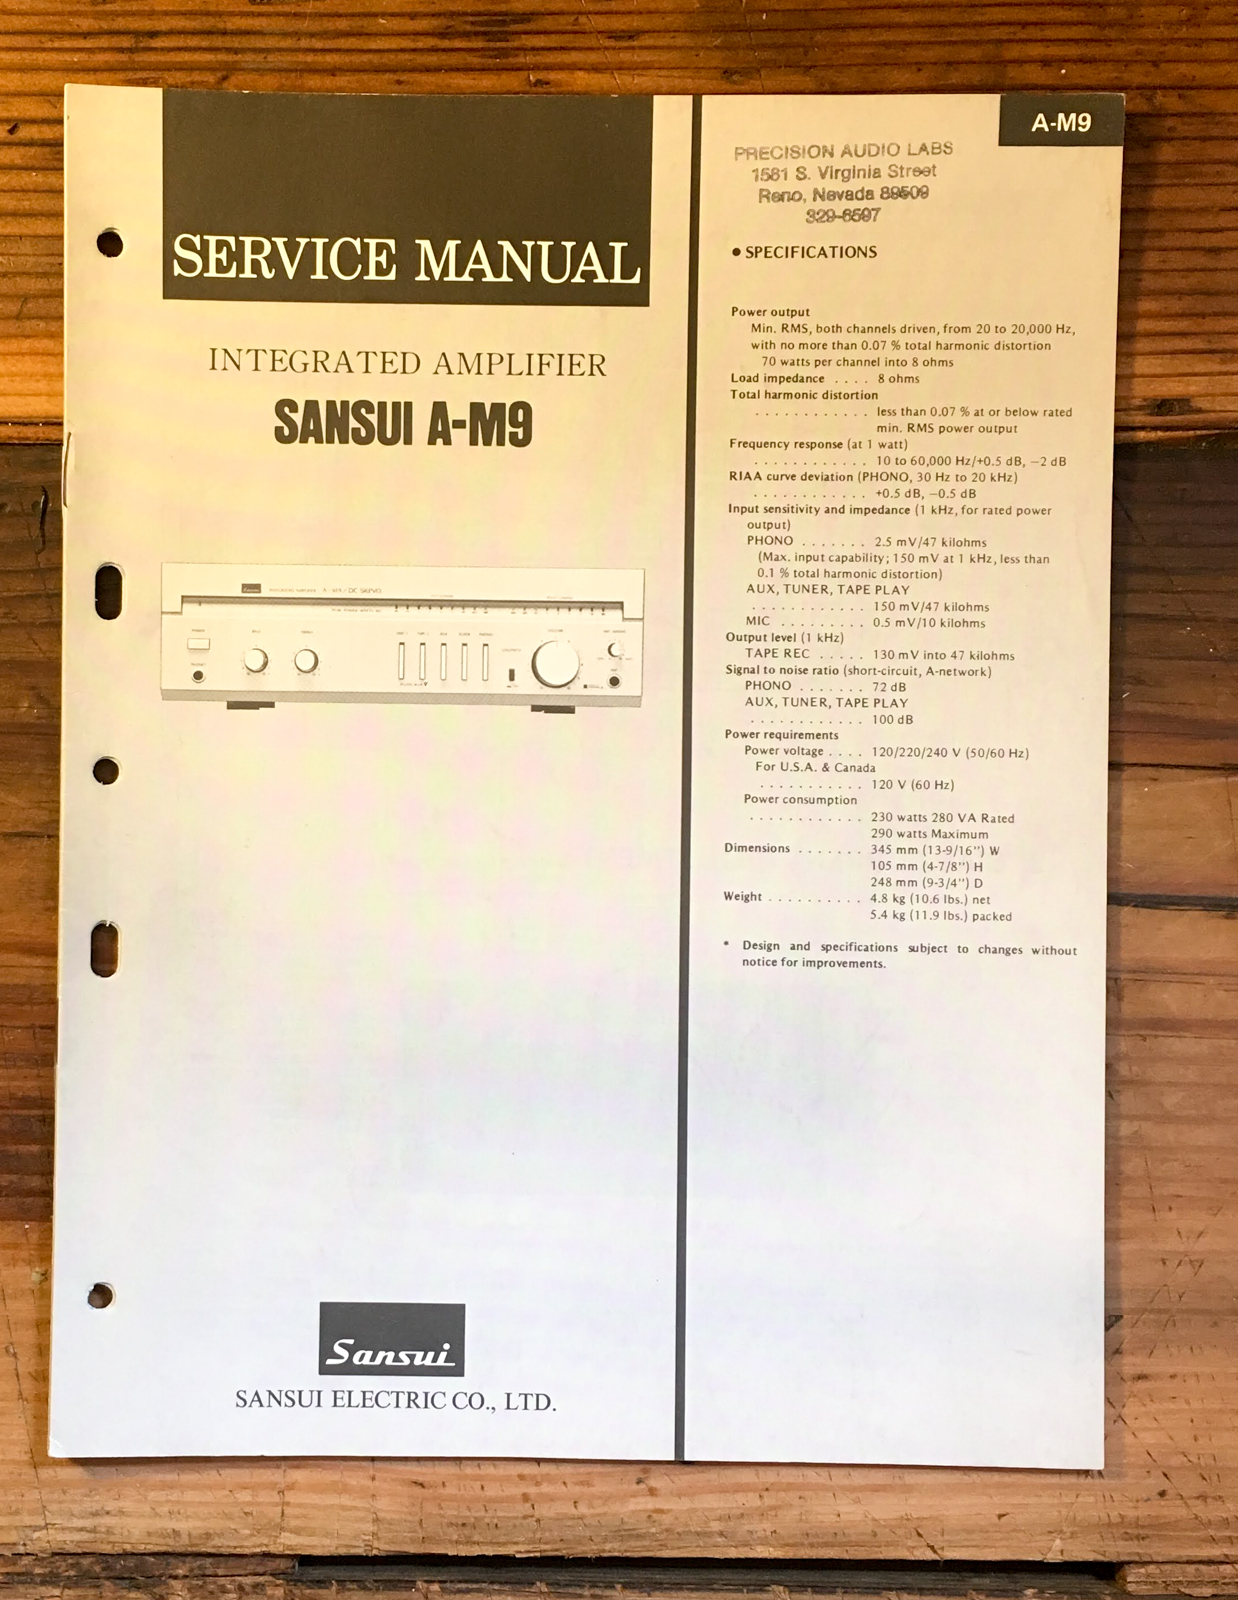 SERVICE MANUAL
INTEGRATED AMPLIFIER
SANSUI A-M9
Sansui
SANSUI ELECTRIC CO., LTD.
A-M9
PRECISION AUDIO LABS
1581 S. Virginia Street
Reno, Nevada 89509
329-6597
● SPECIFICATIONS
Power output
Min. RMS, both channels driven, from 20 to 20,000 Hz,
with no more than 0.07 % total harmonic distortion
70 watts per channel into 8 ohms
Load impedance . . . . 8 ohms
Total harmonic distortion
. . . . . . . . . . . . less than 0.07 % at or below rated
min. RMS power output
Frequency response (at 1 watt)
. . . . . . . . . . . . 10 to 60,000 Hz/+0.5 dB, −2 dB
RIAA curve deviation (PHONO, 30 Hz to 20 kHz)
. . . . . . . . . . . . +0.5 dB, −0.5 dB
Input sensitivity and impedance (1 kHz, for rated power
output)
PHONO . . . . . . . 2.5 mV/47 kilohms
(Max. input capability; 150 mV at 1 kHz, less than
0.1 % total harmonic distortion)
AUX, TUNER, TAPE PLAY
. . . . . . . . . . . . 150 mV/47 kilohms
MIC . . . . . . . . . 0.5 mV/10 kilohms
Output level (1 kHz)
TAPE REC . . . . . 130 mV into 47 kilohms
Signal to noise ratio (short-circuit, A-network)
PHONO . . . . . . . 72 dB
AUX, TUNER, TAPE PLAY
. . . . . . . . . . . . 100 dB
Power requirements
Power voltage . . . . 120/220/240 V (50/60 Hz)
For U.S.A. & Canada
. . . . . . . . . . . 120 V (60 Hz)
Power consumption
. . . . . . . . . . . . 230 watts 280 VA Rated
290 watts Maximum
Dimensions . . . . . . . 345 mm (13-9/16") W
105 mm (4-7/8") H
248 mm (9-3/4") D
Weight . . . . . . . . . . 4.8 kg (10.6 lbs.) net
5.4 kg (11.9 lbs.) packed
* Design and specifications subject to changes without
notice for improvements.